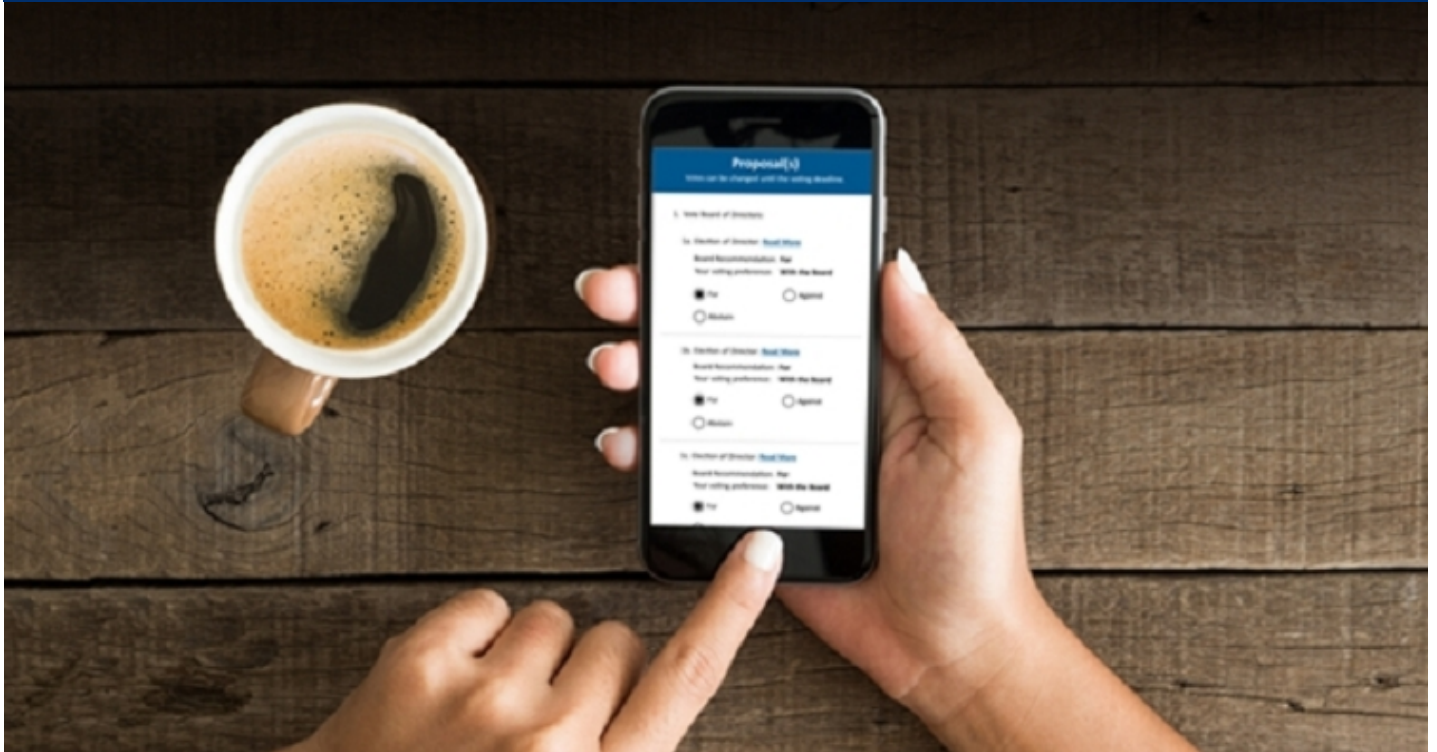 Proposal(s)
Votes can be changed until the voting deadline.
1. Vote Board of Directors:
1a. Election of Director: Read More
Board Recommendation: For
Your voting preference: With the Board
For
Against
Abstain
1b. Election of Director: Read More
Board Recommendation: For
Your voting preference: With the Board
For
Against
Abstain
1c. Election of Director: Read More
Board Recommendation: For
Your voting preference: With the Board
For
Against